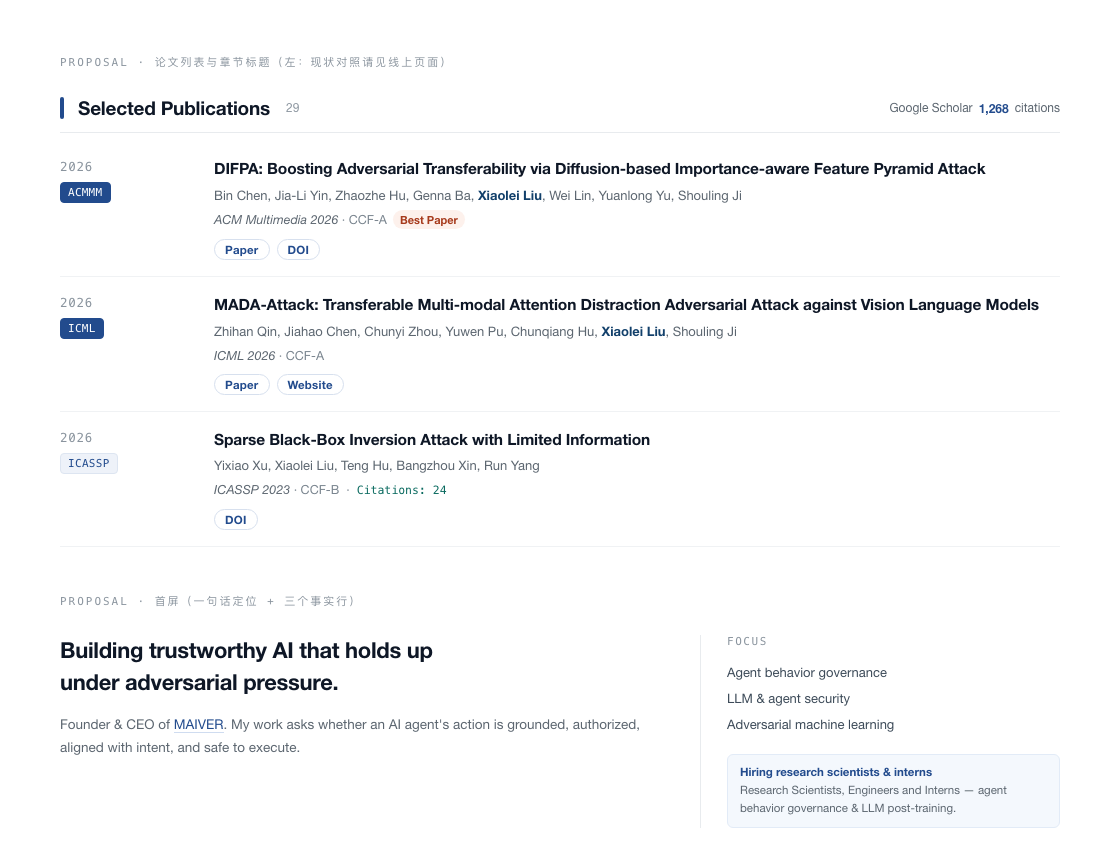 PROPOSAL · 论文列表与章节标题（左：现状对照请见线上页面）
Selected Publications 29
Google Scholar 1,268 citations
2026
ACMMM
DIFPA: Boosting Adversarial Transferability via Diffusion-based Importance-aware Feature Pyramid Attack
Bin Chen, Jia-Li Yin, Zhaozhe Hu, Genna Ba, Xiaolei Liu, Wei Lin, Yuanlong Yu, Shouling Ji
ACM Multimedia 2026 · CCF-A Best Paper
Paper DOI
2026
ICML
MADA-Attack: Transferable Multi-modal Attention Distraction Adversarial Attack against Vision Language Models
Zhihan Qin, Jiahao Chen, Chunyi Zhou, Yuwen Pu, Chunqiang Hu, Xiaolei Liu, Shouling Ji
ICML 2026 · CCF-A
Paper Website
2026
ICASSP
Sparse Black-Box Inversion Attack with Limited Information
Yixiao Xu, Xiaolei Liu, Teng Hu, Bangzhou Xin, Run Yang
ICASSP 2023 · CCF-B · Citations: 24
DOI
PROPOSAL · 首屏（一句话定位 + 三个事实行）
Building trustworthy AI that holds up
under adversarial pressure.
Founder & CEO of MAIVER. My work asks whether an AI agent's action is grounded, authorized,
aligned with intent, and safe to execute.
FOCUS
Agent behavior governance
LLM & agent security
Adversarial machine learning
Hiring research scientists & interns
Research Scientists, Engineers and Interns — agent
behavior governance & LLM post-training.